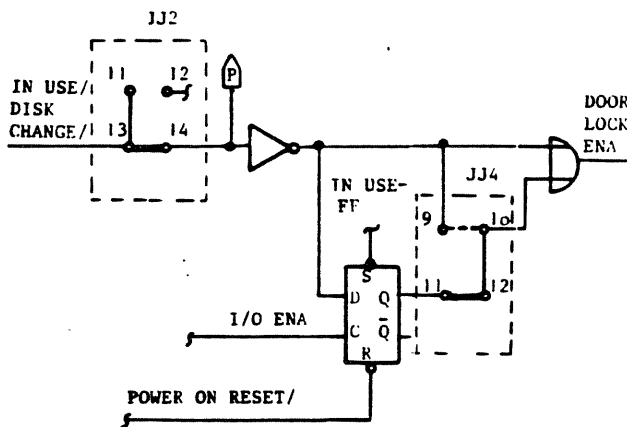 JJ2
11 12
IN USE/
DISK
CHANGE/
13 14
P
DOOR
LOCK
ENA
IN USE-
FF
JJ4
9 10
S
D Q
11 12
I/O ENA
C Q̅
R
POWER ON RESET/